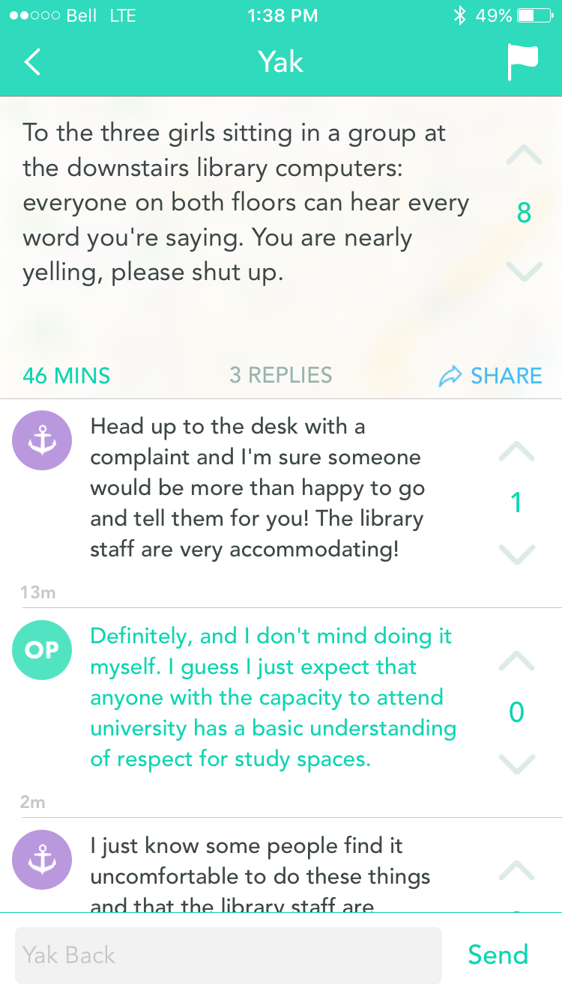 Bell LTE 1:38 PM 49%
Yak
To the three girls sitting in a group at
the downstairs library computers:
everyone on both floors can hear every
word you're saying. You are nearly
yelling, please shut up.
8
46 MINS 3 REPLIES SHARE
Head up to the desk with a
complaint and I'm sure someone
would be more than happy to go
and tell them for you! The library
staff are very accommodating!
1
13m
OP
Definitely, and I don't mind doing it
myself. I guess I just expect that
anyone with the capacity to attend
university has a basic understanding
of respect for study spaces.
0
2m
I just know some people find it
uncomfortable to do these things
and that the library staff are
Yak Back Send